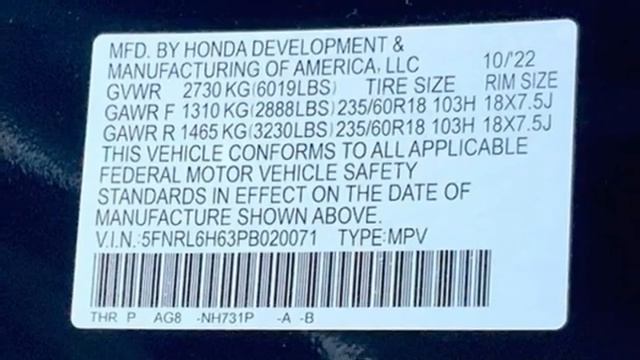 MFD. BY HONDA DEVELOPMENT &
MANUFACTURING OF AMERICA, LLC 10/'22
GVWR 2730 KG(6019LBS) TIRE SIZE RIM SIZE
GAWR F 1310 KG(2888LBS) 235/60R18 103H 18X7.5J
GAWR R 1465 KG(3230LBS) 235/60R18 103H 18X7.5J
THIS VEHICLE CONFORMS TO ALL APPLICABLE
FEDERAL MOTOR VEHICLE SAFETY
STANDARDS IN EFFECT ON THE DATE OF
MANUFACTURE SHOWN ABOVE.
V.I.N.:5FNRL6H63PB020071 TYPE:MPV
THR P AG8 -NH731P -A -B